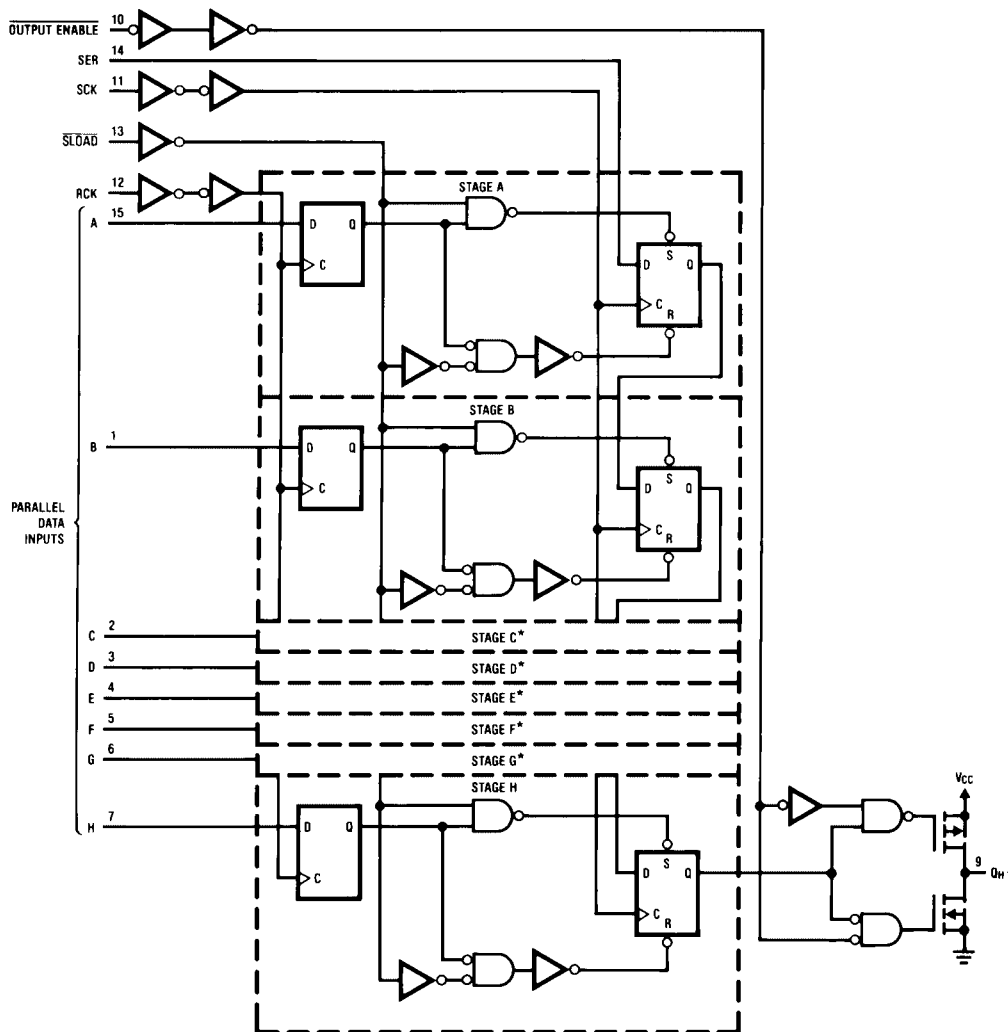 OUTPUT ENABLE 10
SER 14
SCK 11
SLOAD 13
RCK 12
STAGE A
A 15
D Q
C
S
D Q
C
R
STAGE B
B 1
D Q
C
S
D Q
C
R
PARALLEL
DATA
INPUTS
C 2
STAGE C*
D 3
STAGE D*
E 4
STAGE E*
F 5
STAGE F*
G 6
STAGE G*
STAGE H
VCC
H 7
D Q
C
S
D Q
C
R
9
QH'